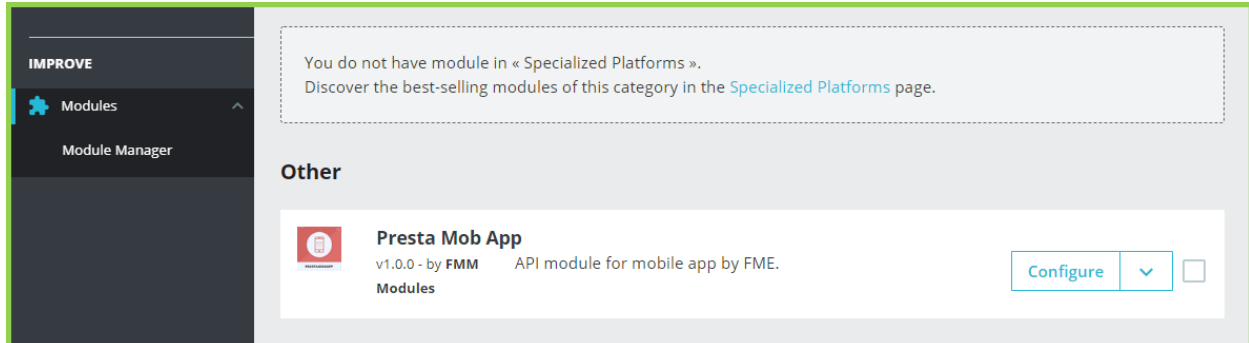 IMPROVE
Modules
Module Manager
You do not have module in « Specialized Platforms ».
Discover the best-selling modules of this category in the Specialized Platforms page.
Other
Presta Mob App
v1.0.0 - by FMM API module for mobile app by FME.
Modules
Configure